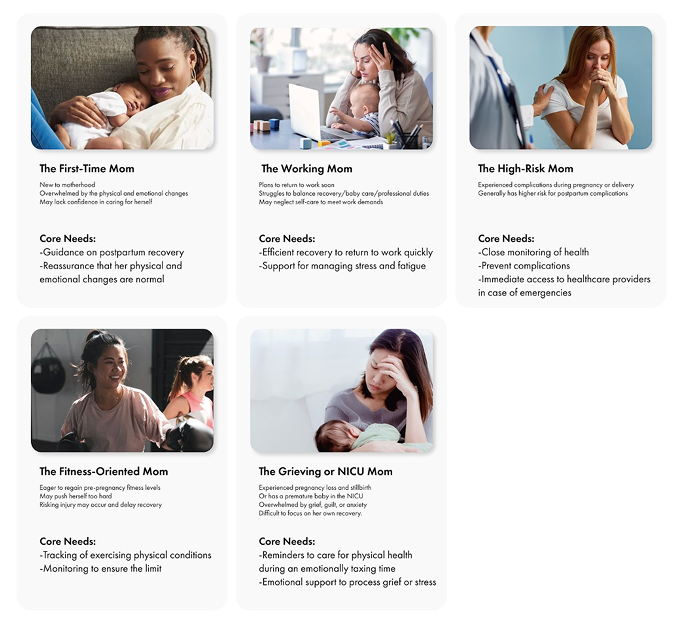 The First-Time Mom
New to motherhood
Overwhelmed by the physical and emotional changes
May lack confidence in caring for herself
Core Needs:
-Guidance on postpartum recovery
-Reassurance that her physical and
emotional changes are normal
The Working Mom
Plans to return to work soon
Struggles to balance recovery/baby care/professional duties
May neglect self-care to meet work demands
Core Needs:
-Efficient recovery to return to work quickly
-Support for managing stress and fatigue
The High-Risk Mom
Experienced complications during pregnancy or delivery
Generally has higher risk for postpartum complications
Core Needs:
-Close monitoring of health
-Prevent complications
-Immediate access to healthcare providers
in case of emergencies
The Fitness-Oriented Mom
Eager to regain pre-pregnancy fitness levels
May push herself too hard
Risking injury may occur and delay recovery
Core Needs:
-Tracking of exercising physical conditions
-Monitoring to ensure the limit
The Grieving or NICU Mom
Experienced pregnancy loss and stillbirth
Or has a premature baby in the NICU
Overwhelmed by grief, guilt, or anxiety
Difficult to focus on her own recovery.
Core Needs:
-Reminders to care for physical health
during an emotionally taxing time
-Emotional support to process grief or stress